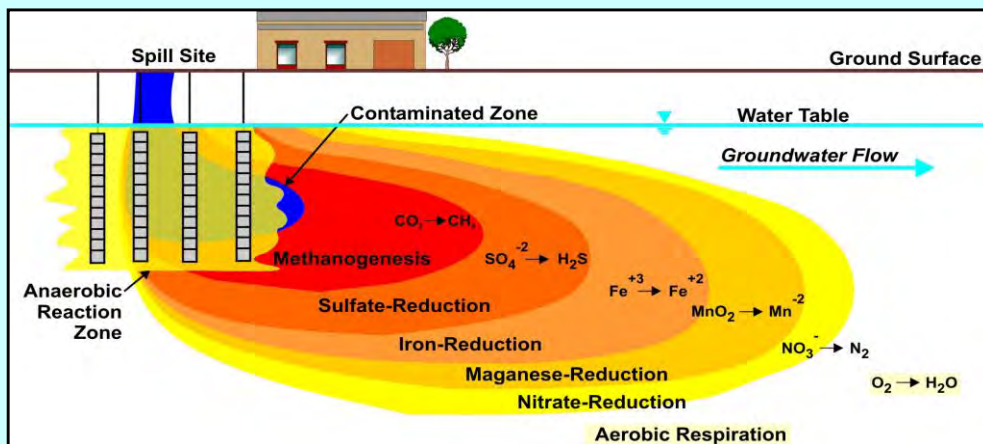 Spill Site
Ground Surface
Contaminated Zone
Water Table
Groundwater Flow
CO₂→CH₄
Methanogenesis
SO₄⁻² → H₂S
Anaerobic
Reaction
Zone
Sulfate-Reduction
Fe⁺³ → Fe⁺²
MnO₂ → Mn⁻²
Iron-Reduction
NO₃⁻ → N₂
Maganese-Reduction
O₂ → H₂O
Nitrate-Reduction
Aerobic Respiration